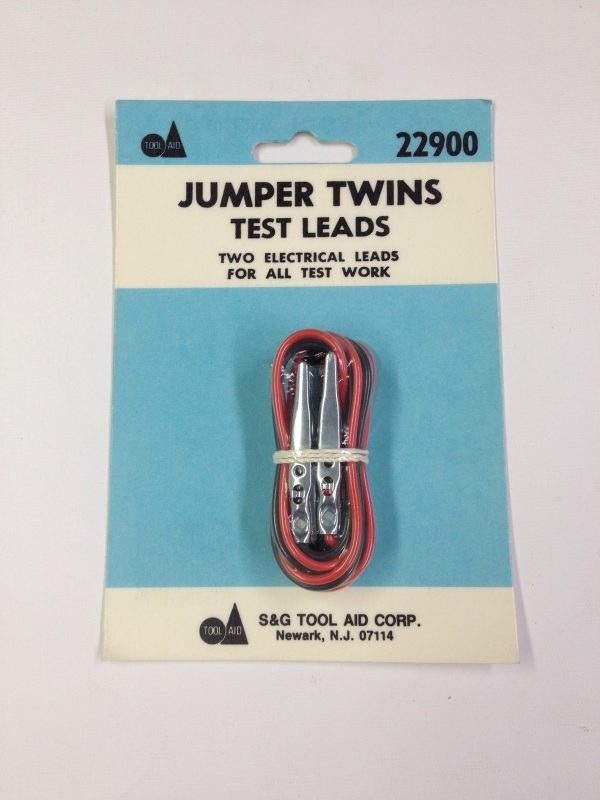 TOOL AID
22900
JUMPER TWINS
TEST LEADS
TWO ELECTRICAL LEADS
FOR ALL TEST WORK
TOOL AID
S&G TOOL AID CORP.
Newark, N.J. 07114